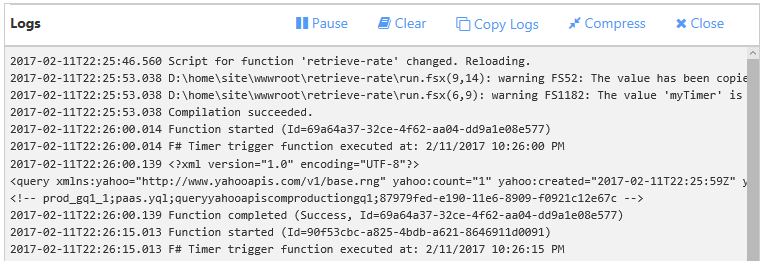 Logs Pause Clear Copy Logs Compress Close
2017-02-11T22:25:46.560 Script for function 'retrieve-rate' changed. Reloading.
2017-02-11T22:25:53.038 D:\home\site\wwwroot\retrieve-rate\run.fsx(9,14): warning FS52: The value has been copie
2017-02-11T22:25:53.038 D:\home\site\wwwroot\retrieve-rate\run.fsx(6,9): warning FS1182: The value 'myTimer' is
2017-02-11T22:25:53.038 Compilation succeeded.
2017-02-11T22:26:00.014 Function started (Id=69a64a37-32ce-4f62-aa04-dd9a1e08e577)
2017-02-11T22:26:00.014 F# Timer trigger function executed at: 2/11/2017 10:26:00 PM
2017-02-11T22:26:00.139 <?xml version="1.0" encoding="UTF-8"?>
<query xmlns:yahoo="http://www.yahooapis.com/v1/base.rng" yahoo:count="1" yahoo:created="2017-02-11T22:25:59Z" y
<!-- prod_gq1_1;paas.yql;queryyahooapiscomproductiongq1;87979fed-e190-11e6-8909-f0921c12e67c -->
2017-02-11T22:26:00.139 Function completed (Success, Id=69a64a37-32ce-4f62-aa04-dd9a1e08e577)
2017-02-11T22:26:15.013 Function started (Id=90f53cbc-a825-4bdb-a621-8646911d0091)
2017-02-11T22:26:15.013 F# Timer trigger function executed at: 2/11/2017 10:26:15 PM